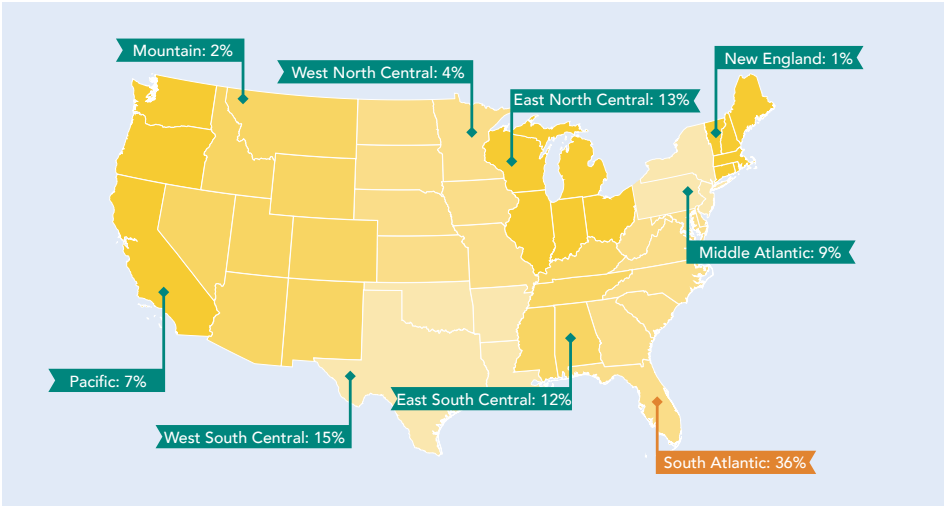 Mountain: 2%
New England: 1%
West North Central: 4%
East North Central: 13%
Middle Atlantic: 9%
Pacific: 7%
East South Central: 12%
West South Central: 15%
South Atlantic: 36%